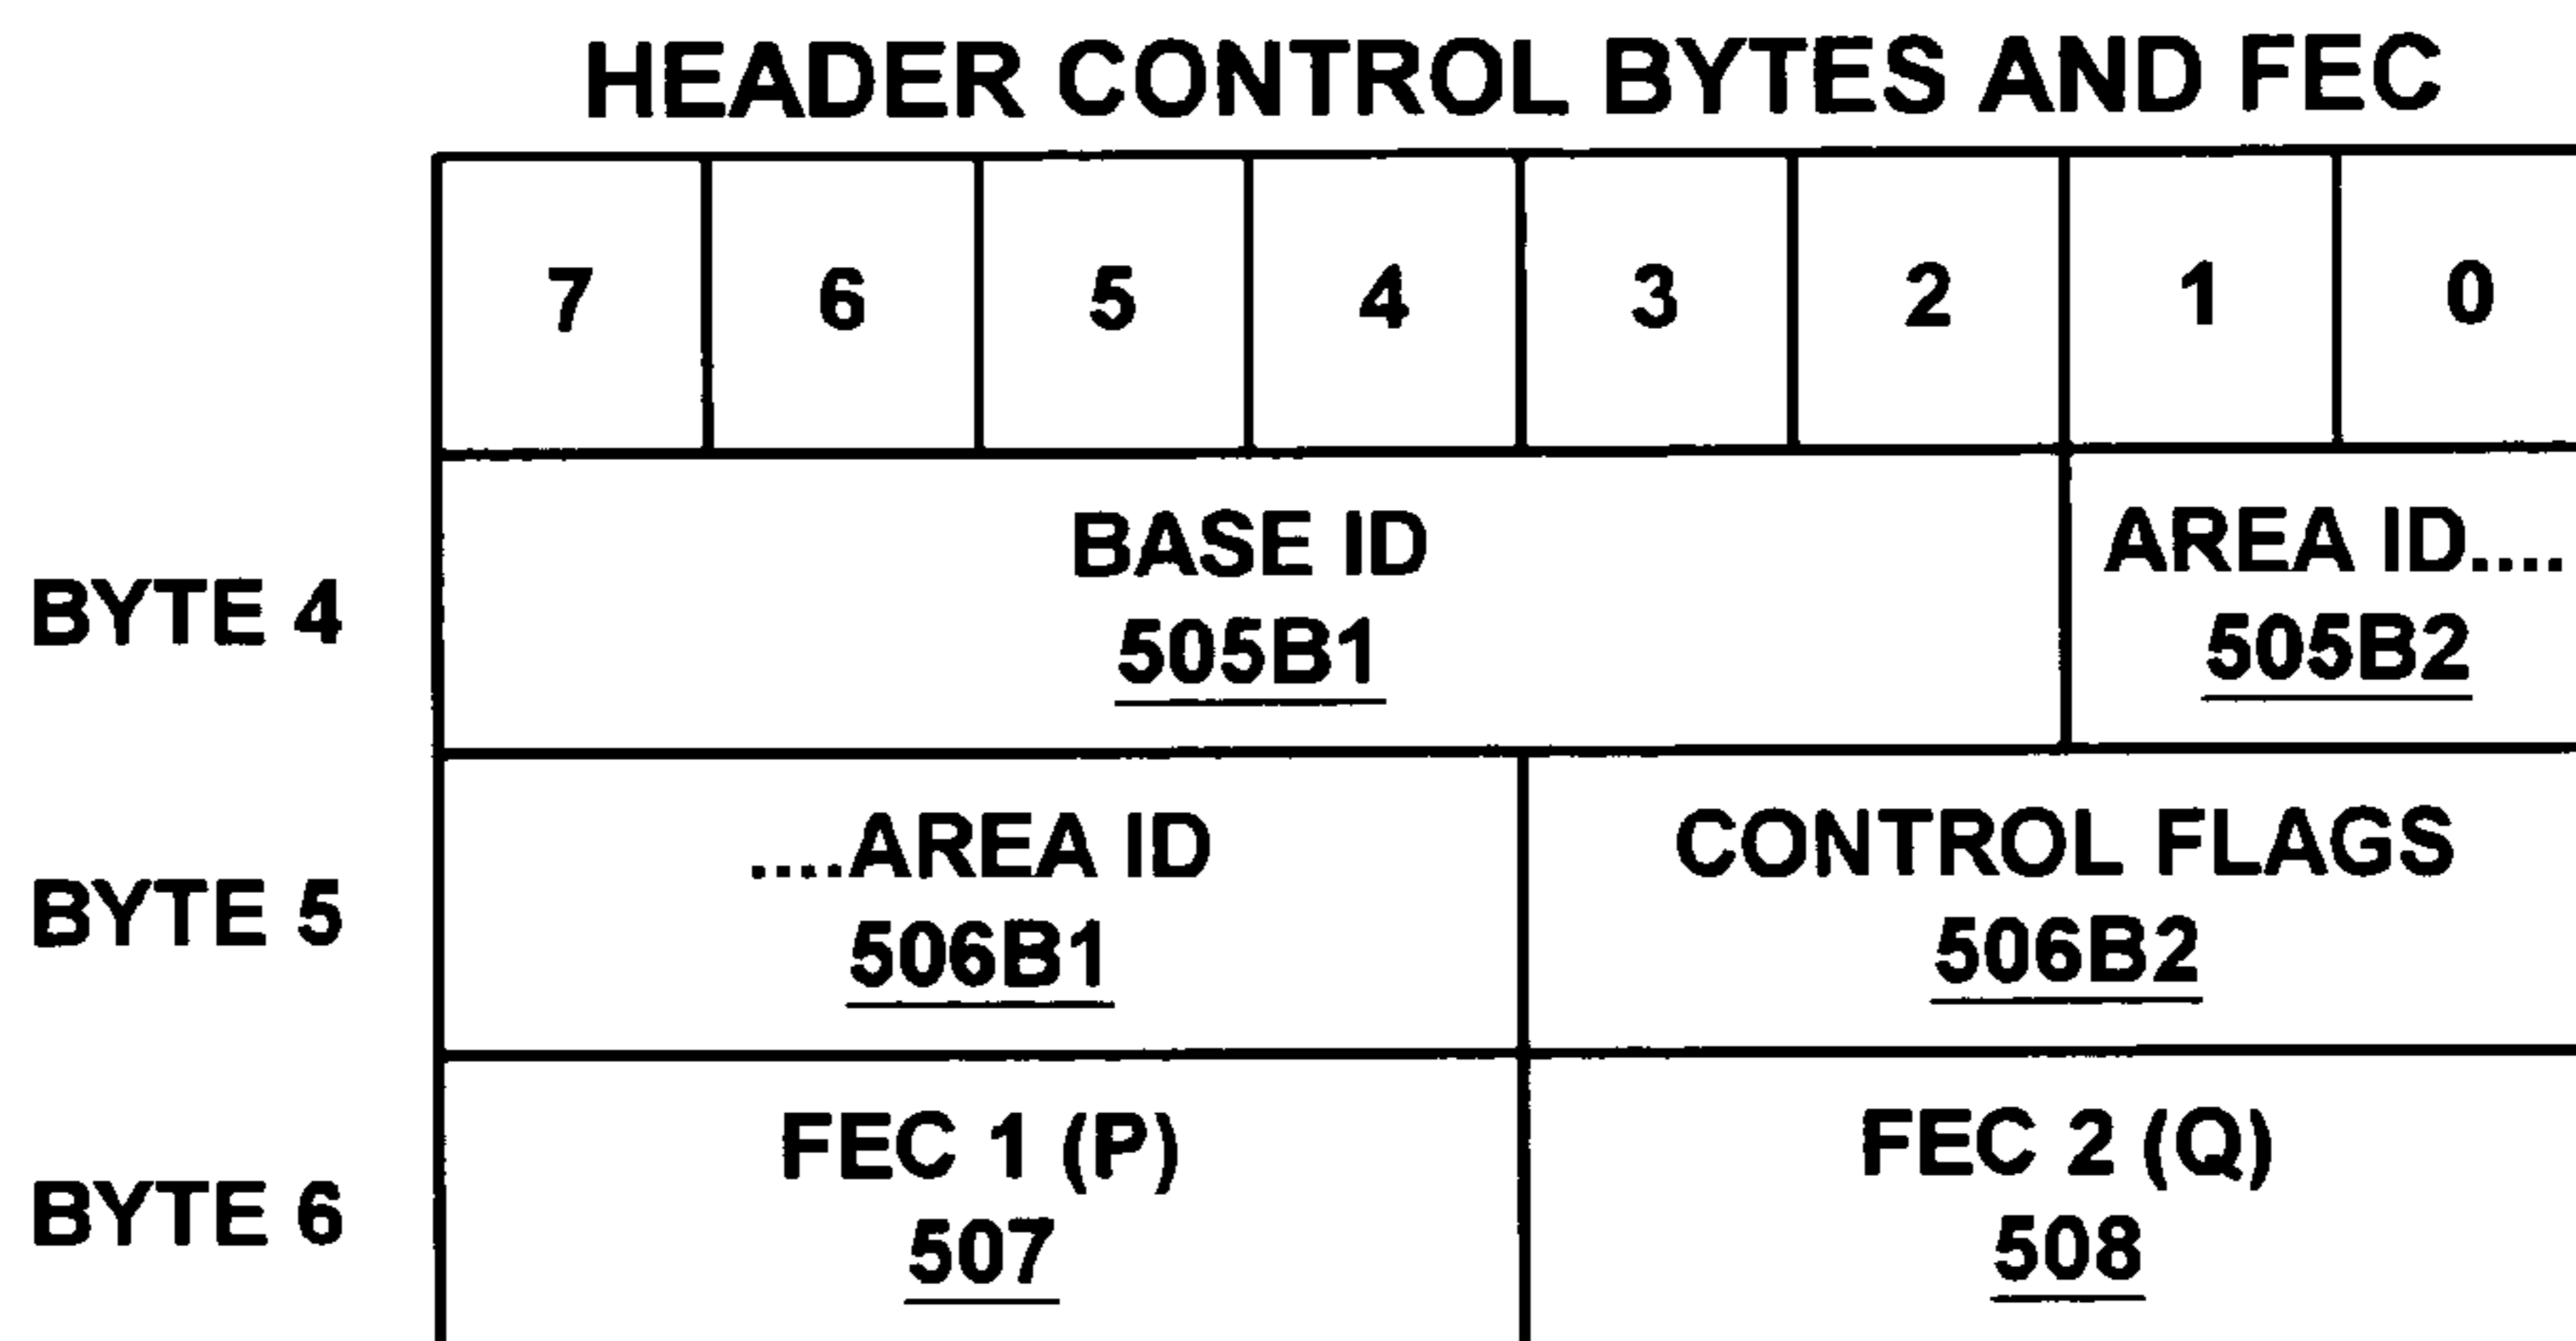 HEADER CONTROL BYTES AND FEC
7 6 5 4 3 2 1 0
BYTE 4
BASE ID
505B1
AREA ID....
505B2
BYTE 5
....AREA ID
506B1
CONTROL FLAGS
506B2
BYTE 6
FEC 1 (P)
507
FEC 2 (Q)
508